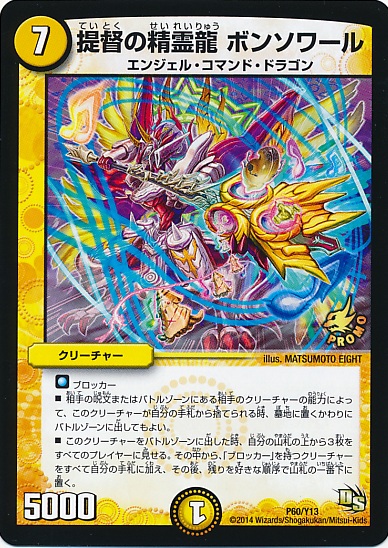 7
ていとく せいれいりゅう
提督の精霊龍 ボンソワール
エンジェル・コマンド・ドラゴン
PROMO
illus. MATSUMOTO EIGHT
クリーチャー
ブロッカー
■相手の呪文またはバトルゾーンにある相手のクリーチャーの能力によ
って、このクリーチャーが自分の手札から捨てられる時、墓地に置くかわりに
バトルゾーンに出してもよい。
■このクリーチャーをバトルゾーンに出した時、自分の山札の上から3枚を
すべてのプレイヤーに見せる。その中から、「ブロッカー」を持つクリーチャー
をすべて自分の手札に加え、その後、残りを好きな順序で山札の一番下に
置く。
5000
1
DS
P60/Y13
©2014 Wizards/Shogakukan/Mitsui-Kids